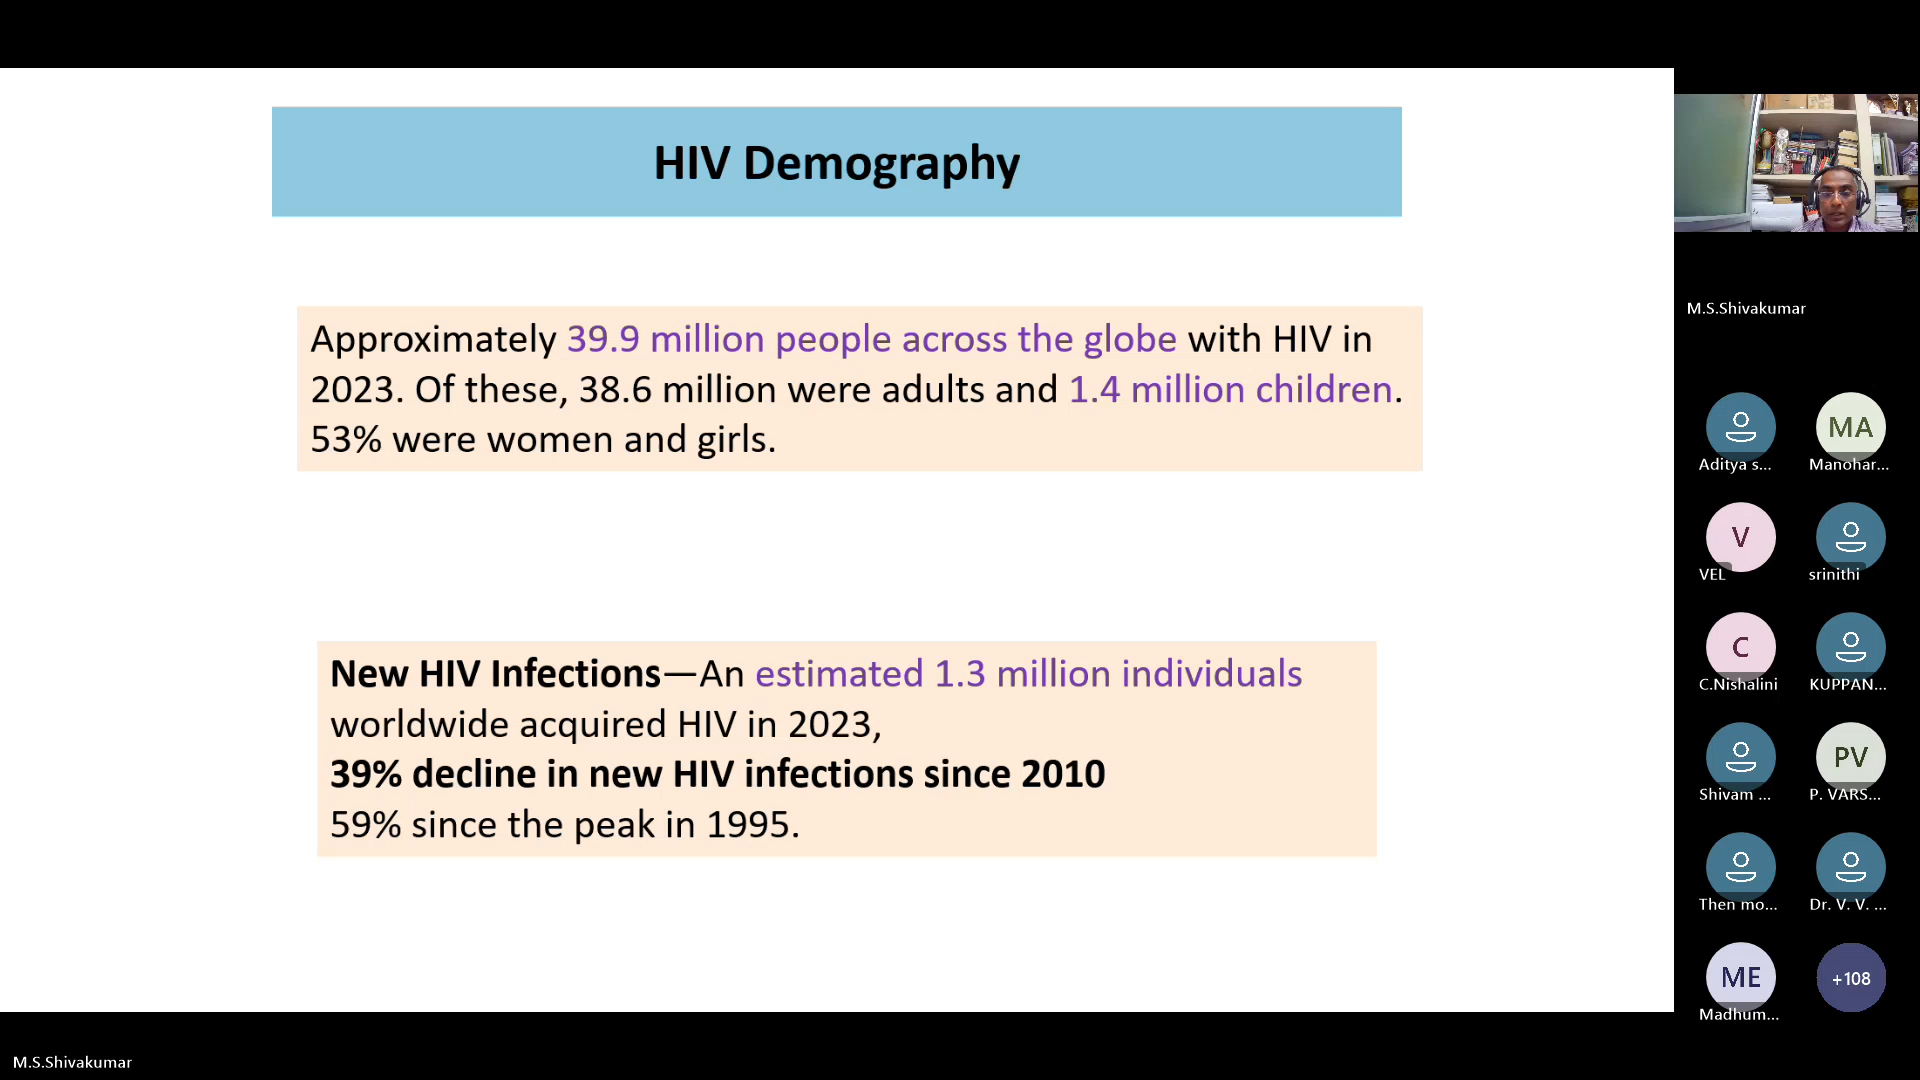 HIV Demography
Approximately 39.9 million people across the globe with HIV in
2023. Of these, 38.6 million were adults and 1.4 million children.
53% were women and girls.
New HIV Infections—An estimated 1.3 million individuals
worldwide acquired HIV in 2023,
39% decline in new HIV infections since 2010
59% since the peak in 1995.
M.S.Shivakumar
MA
Aditya s...
Manohar...
V
VEL
srinithi
C
C.Nishalini
KUPPAN...
PV
Shivam ...
P. VARS...
Then mo...
Dr. V. V. ...
ME
+108
Madhum...
M.S.Shivakumar